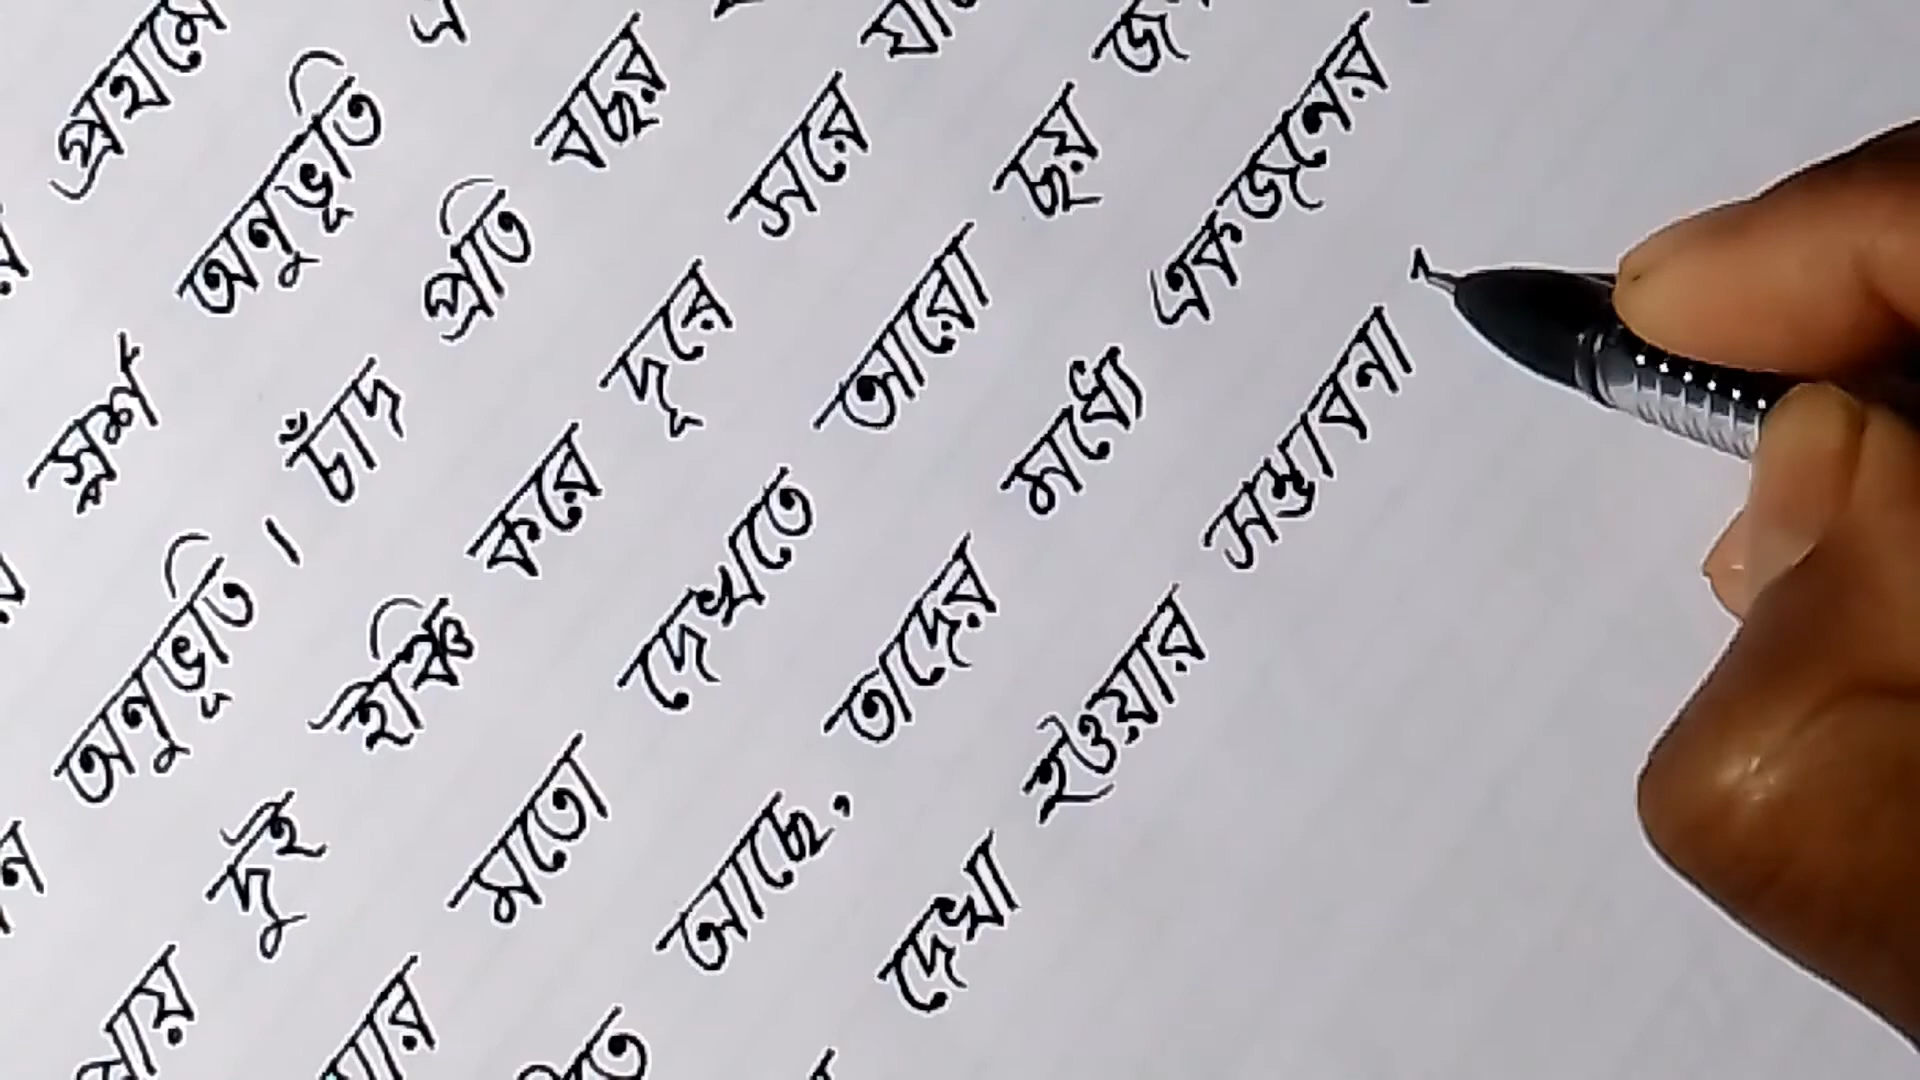 প্রথমে
স্পর্শ অনুভূতি
অনুভূতি । চাঁদ প্রতি বছর
দুই ইঞ্চি করে দূরে সরে
মতো দেখতে আরো ছয়
আছে, তাদের মধ্যে একজনের
দেখা হওয়ার সম্ভাবনা